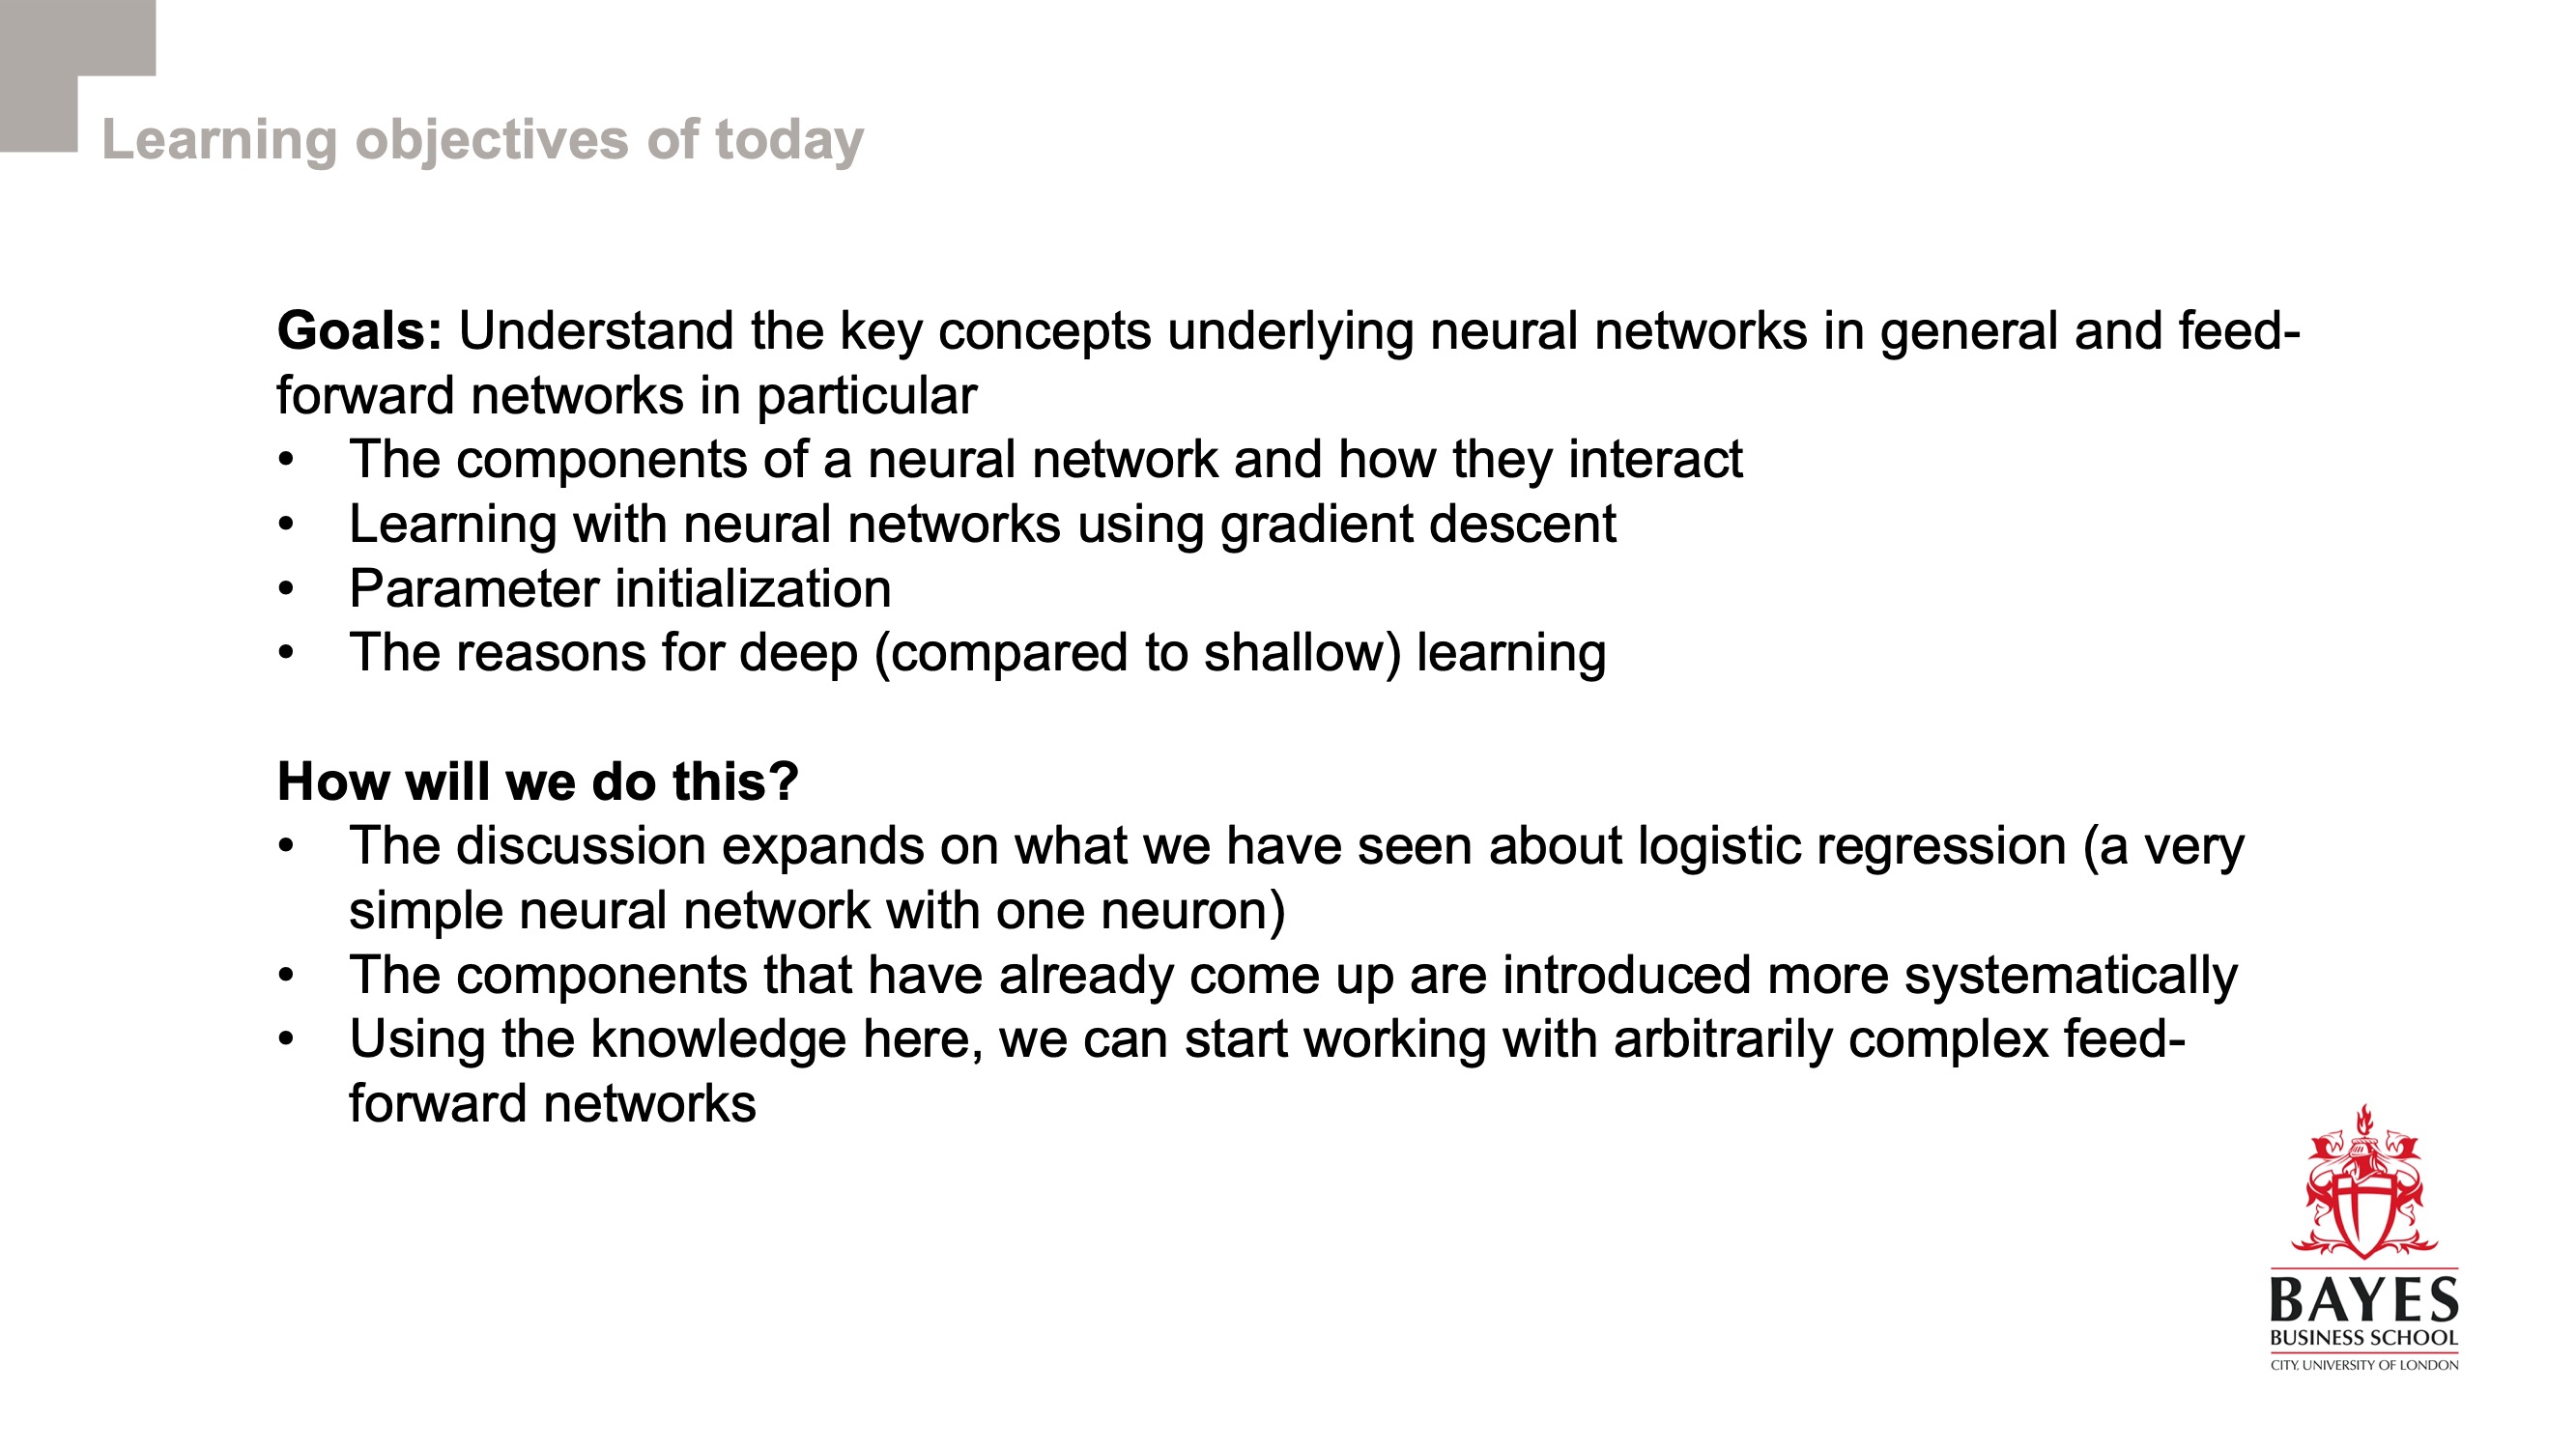 Learning objectives of today
Goals: Understand the key concepts underlying neural networks in general and feed-
forward networks in particular
• The components of a neural network and how they interact
• Learning with neural networks using gradient descent
• Parameter initialization
• The reasons for deep (compared to shallow) learning
How will we do this?
• The discussion expands on what we have seen about logistic regression (a very
simple neural network with one neuron)
• The components that have already come up are introduced more systematically
• Using the knowledge here, we can start working with arbitrarily complex feed-
forward networks
BAYES
BUSINESS SCHOOL
CITY, UNIVERSITY OF LONDON